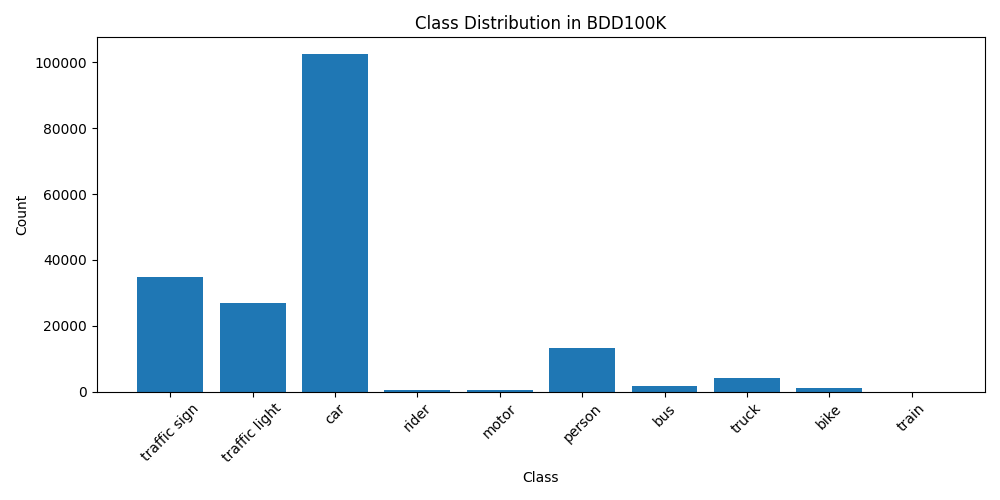 Class Distribution in BDD100K
Count
100000
80000
60000
40000
20000
0
traffic sign
traffic light
car
rider
motor
person
bus
truck
bike
train
Class